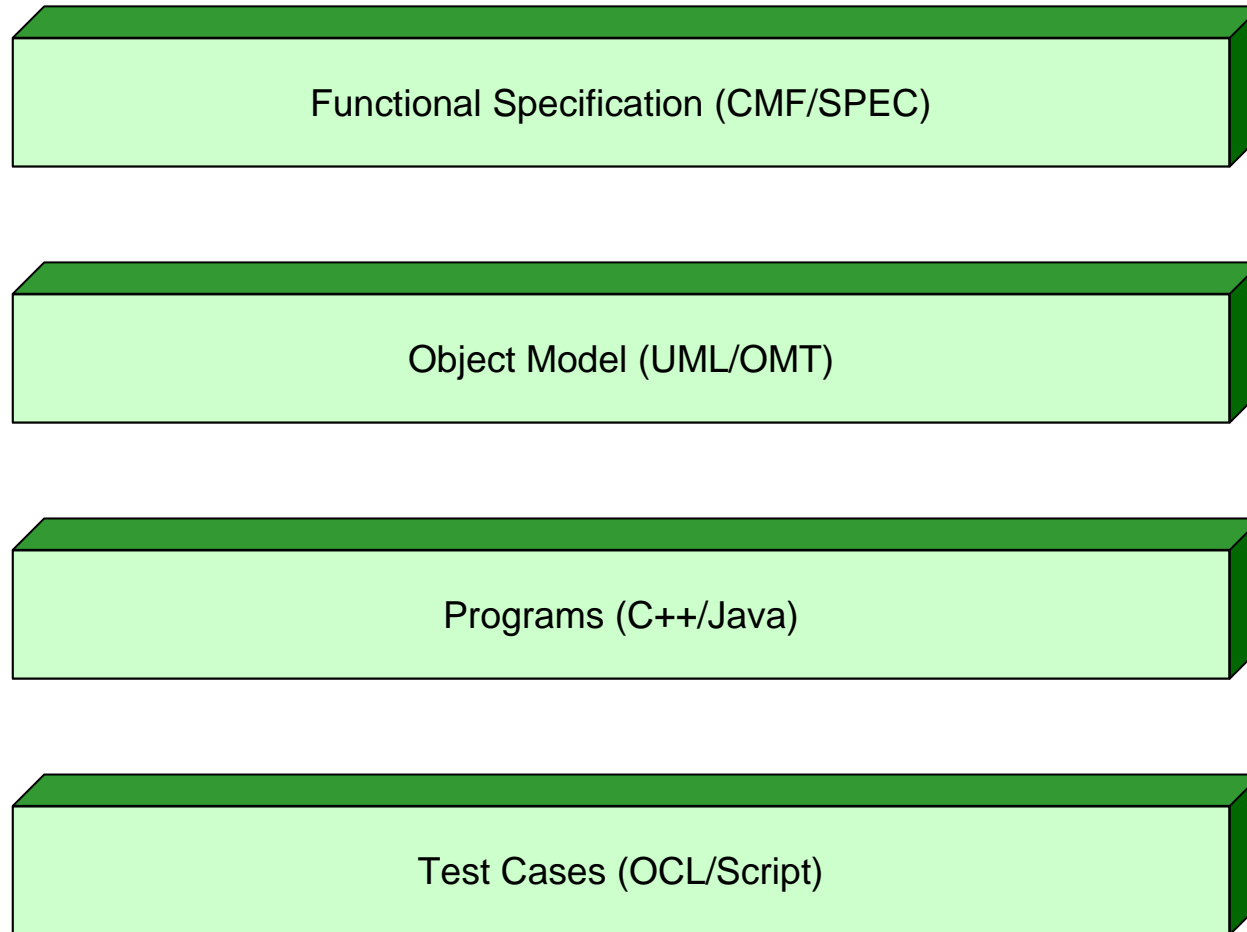 Functional Specification (CMF/SPEC)
Object Model (UML/OMT)
Programs (C++/Java)
Test Cases (OCL/Script)